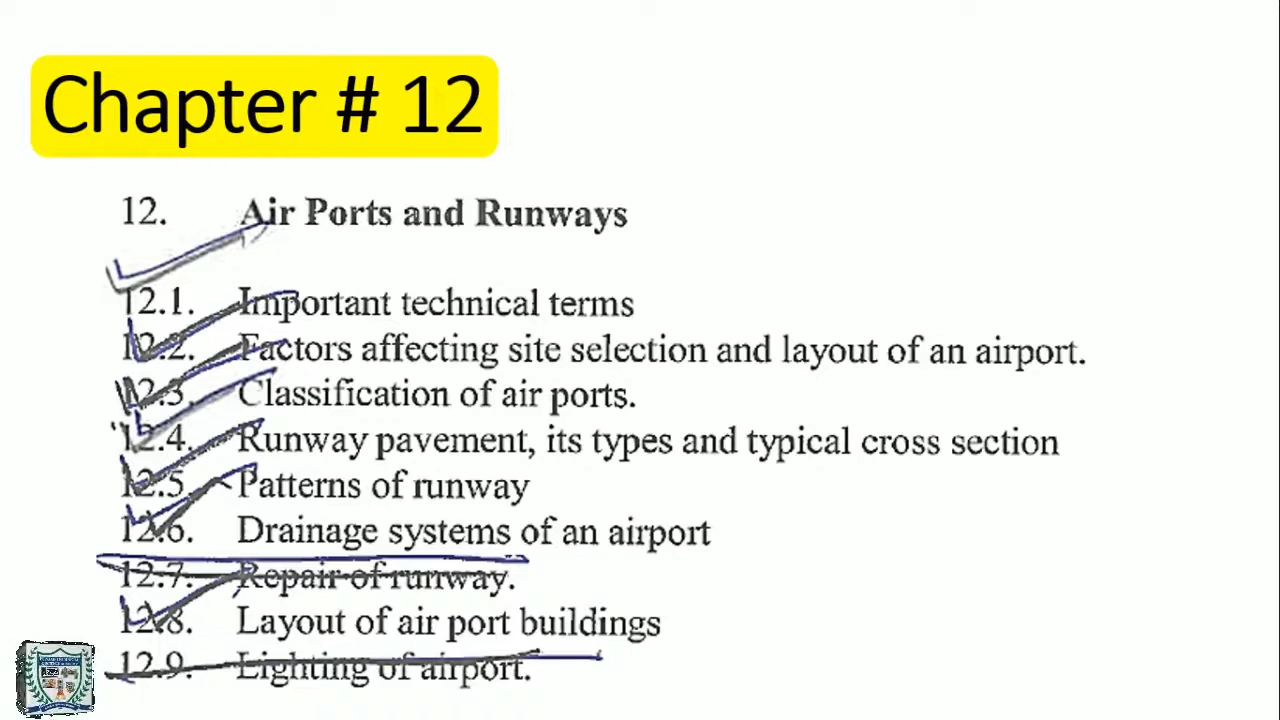 Chapter # 12
12. Air Ports and Runways
12.1. Important technical terms
12.2. Factors affecting site selection and layout of an airport.
12.3. Classification of air ports.
12.4. Runway pavement, its types and typical cross section
12.5. Patterns of runway
12.6. Drainage systems of an airport
12.7. Repair of runway.
12.8. Layout of air port buildings
12.9. Lighting of airport.